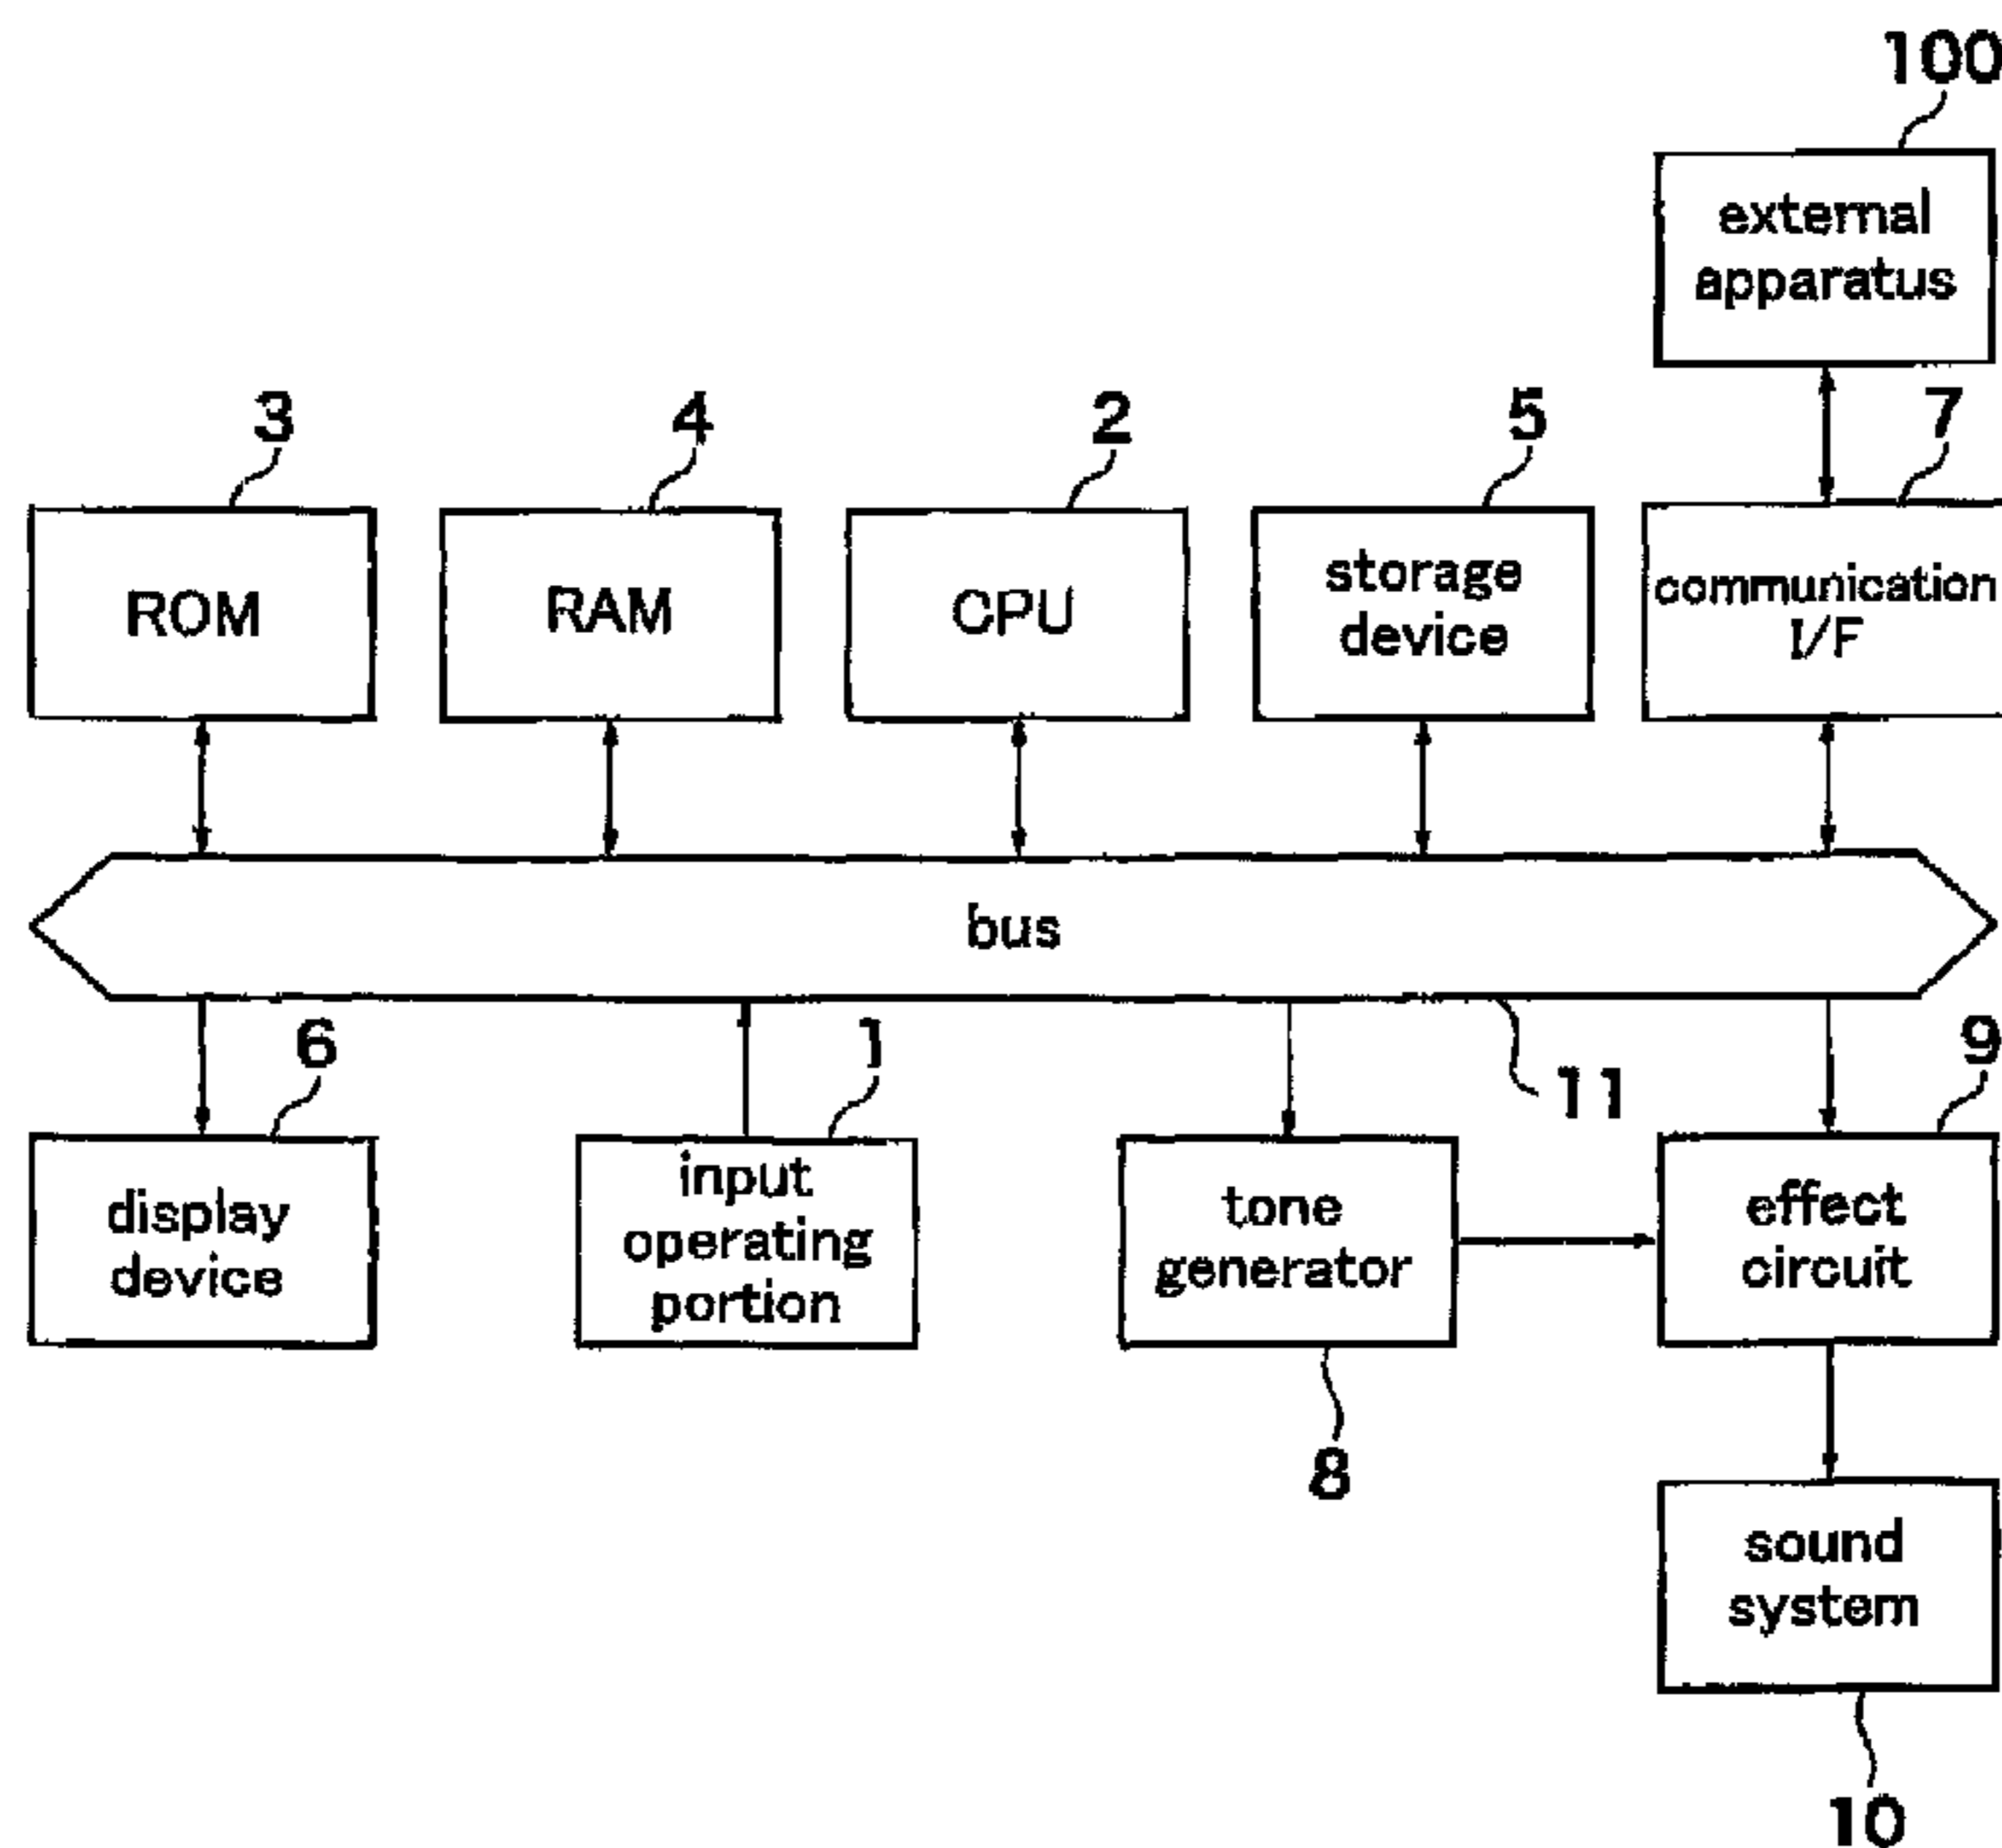 100
external
apparatus
3
4
2
5
7
ROM
RAM
CPU
storage
device
communication
I/F
bus
6
1
11
9
display
device
input
operating
portion
tone
generator
effect
circuit
8
sound
system
10